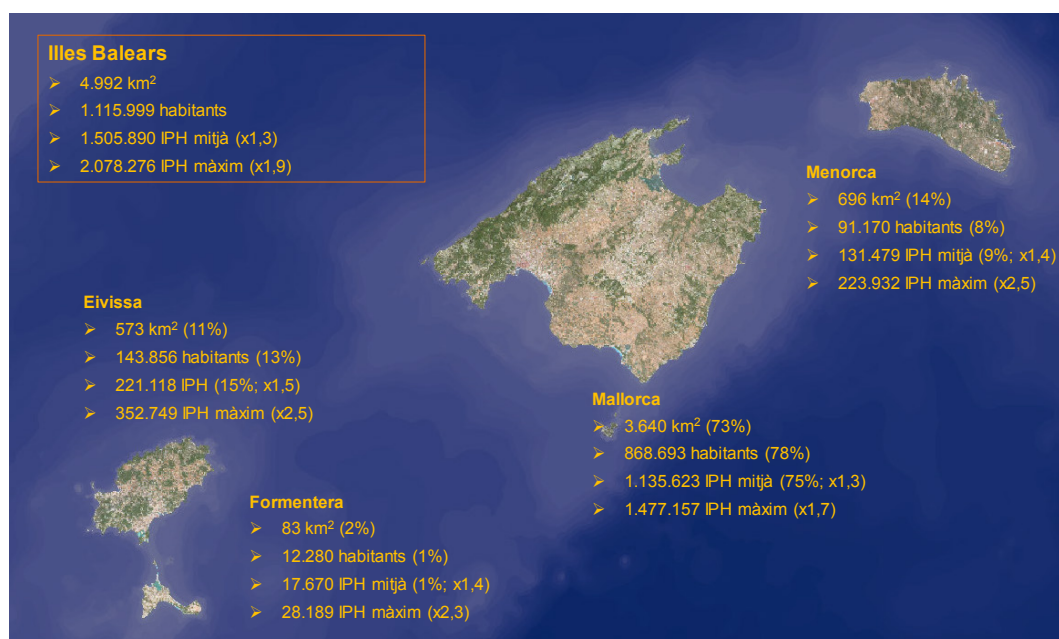 Illes Balears
➢ 4.992 km²
➢ 1.115.999 habitants
➢ 1.505.890 IPH mitjà (x1,3)
➢ 2.078.276 IPH màxim (x1,9)
Menorca
➢ 696 km² (14%)
➢ 91.170 habitants (8%)
➢ 131.479 IPH mitjà (9%; x1,4)
➢ 223.932 IPH màxim (x2,5)
Eivissa
➢ 573 km² (11%)
➢ 143.856 habitants (13%)
➢ 221.118 IPH (15%; x1,5)
➢ 352.749 IPH màxim (x2,5)
Mallorca
➢ 3.640 km² (73%)
➢ 868.693 habitants (78%)
➢ 1.135.623 IPH mitjà (75%; x1,3)
➢ 1.477.157 IPH màxim (x1,7)
Formentera
➢ 83 km² (2%)
➢ 12.280 habitants (1%)
➢ 17.670 IPH mitjà (1%; x1,4)
➢ 28.189 IPH màxim (x2,3)